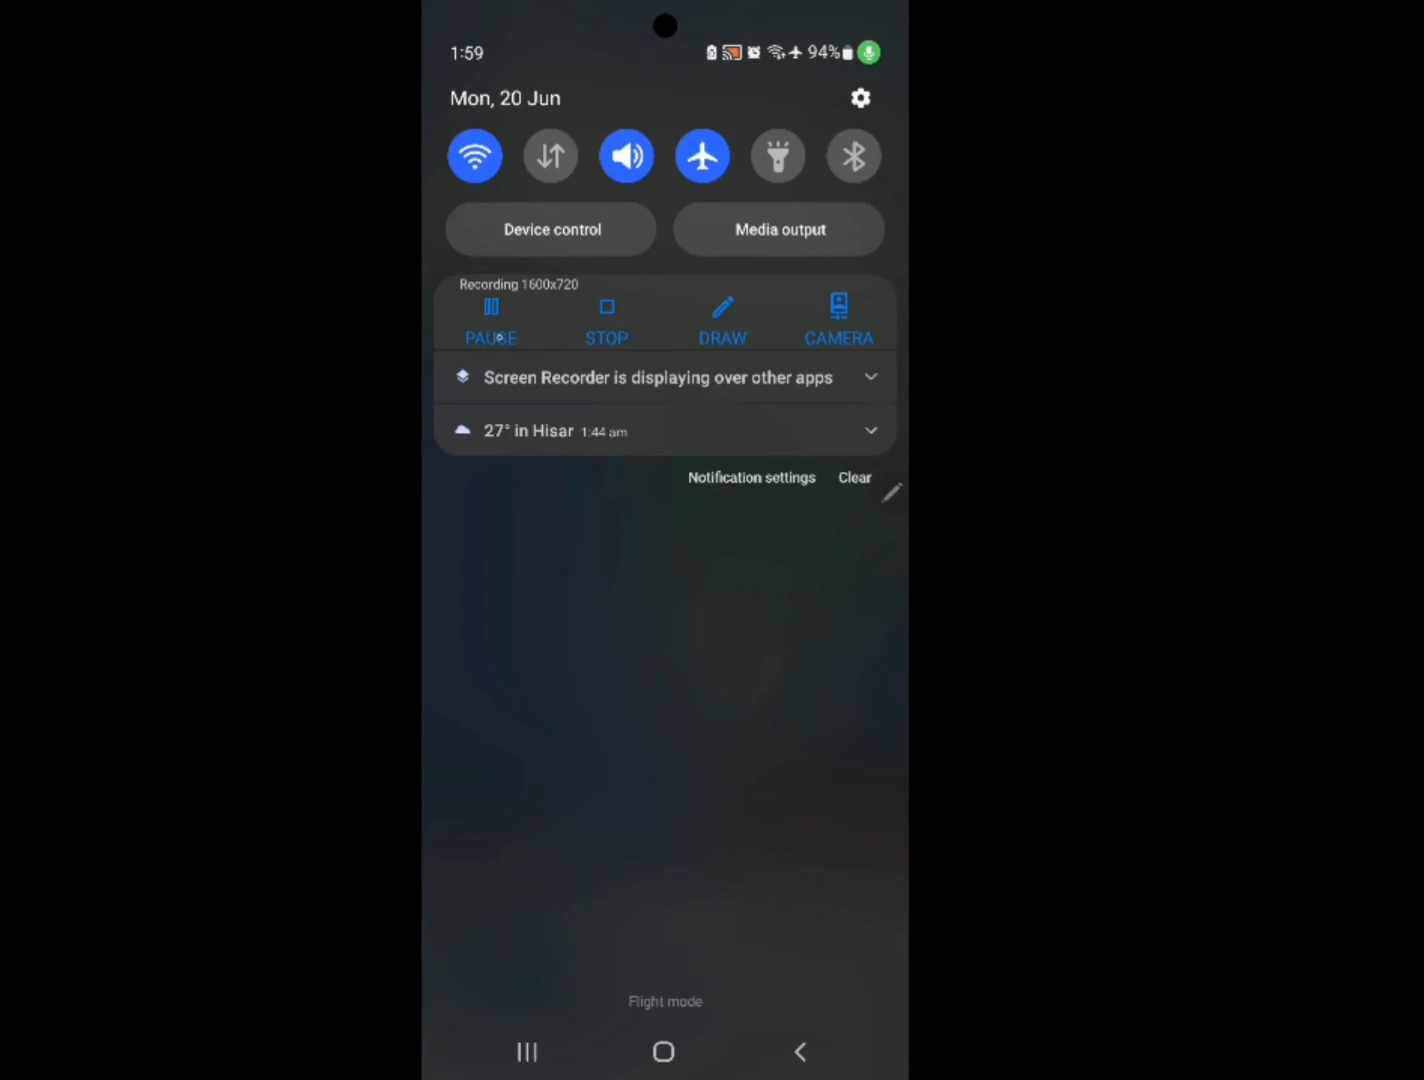 1:59 94%
Mon, 20 Jun
Device control Media output
Recording 1600x720
PAUSE STOP DRAW CAMERA
Screen Recorder is displaying over other apps
27° in Hisar 1:44 am
Notification settings Clear
Flight mode